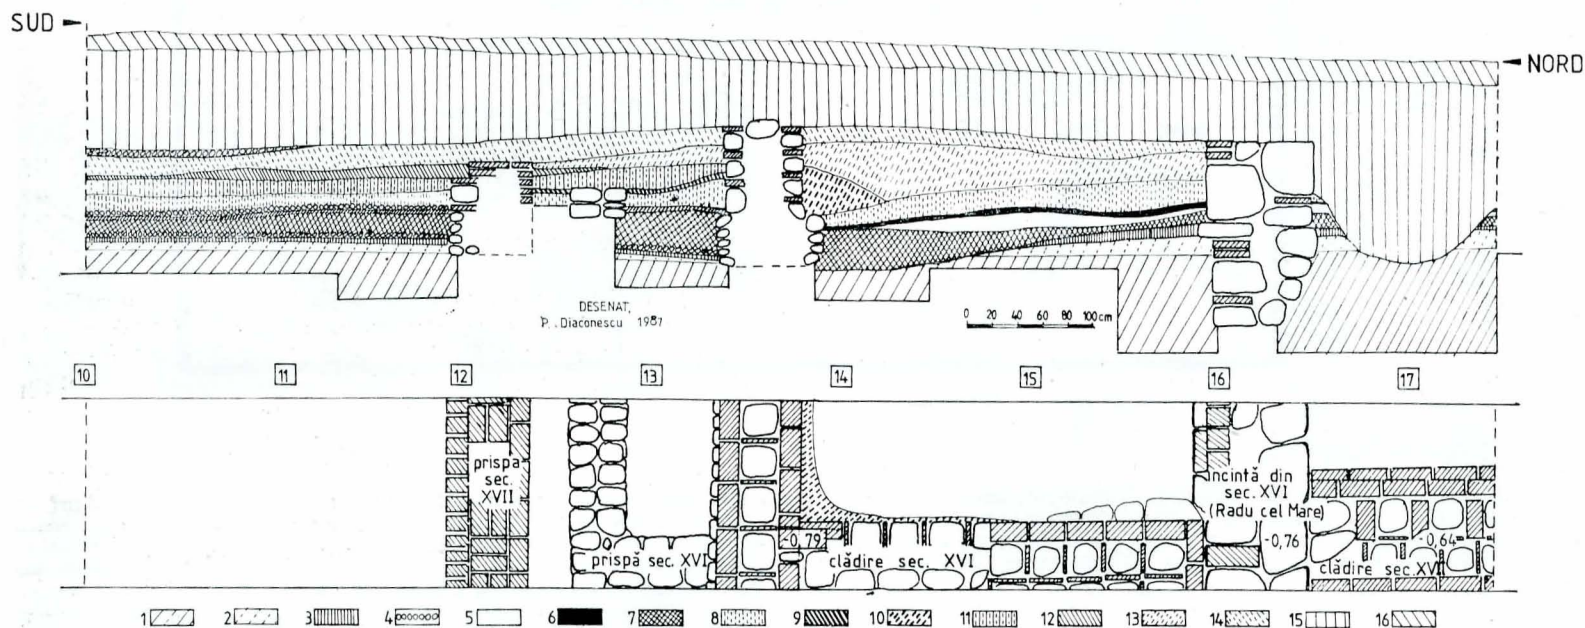 SUD
NORD
DESENAT,
P. Diaconescu 1987
0 20 40 60 80 100cm
10 11 12 13 14 15 16 17
prispa
sec.
XVII
prispă sec. XVI
-0,79
clădire sec. XVI
incintă din
sec. XVI
(Radu cel Mare)
-0,76
-0,64
clădire sec. XVI
1 2 3 4 5 6 7 8 9 10 11 12 13 14 15 16